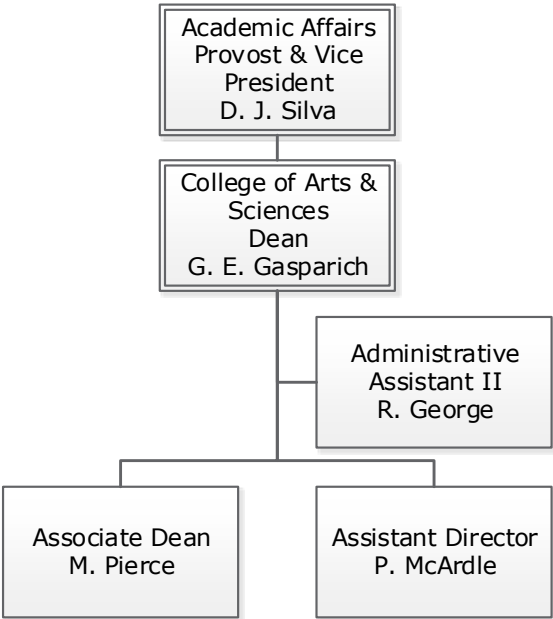 Academic Affairs
Provost & Vice
President
D. J. Silva
College of Arts &
Sciences
Dean
G. E. Gasparich
Administrative
Assistant II
R. George
Associate Dean
M. Pierce
Assistant Director
P. McArdle